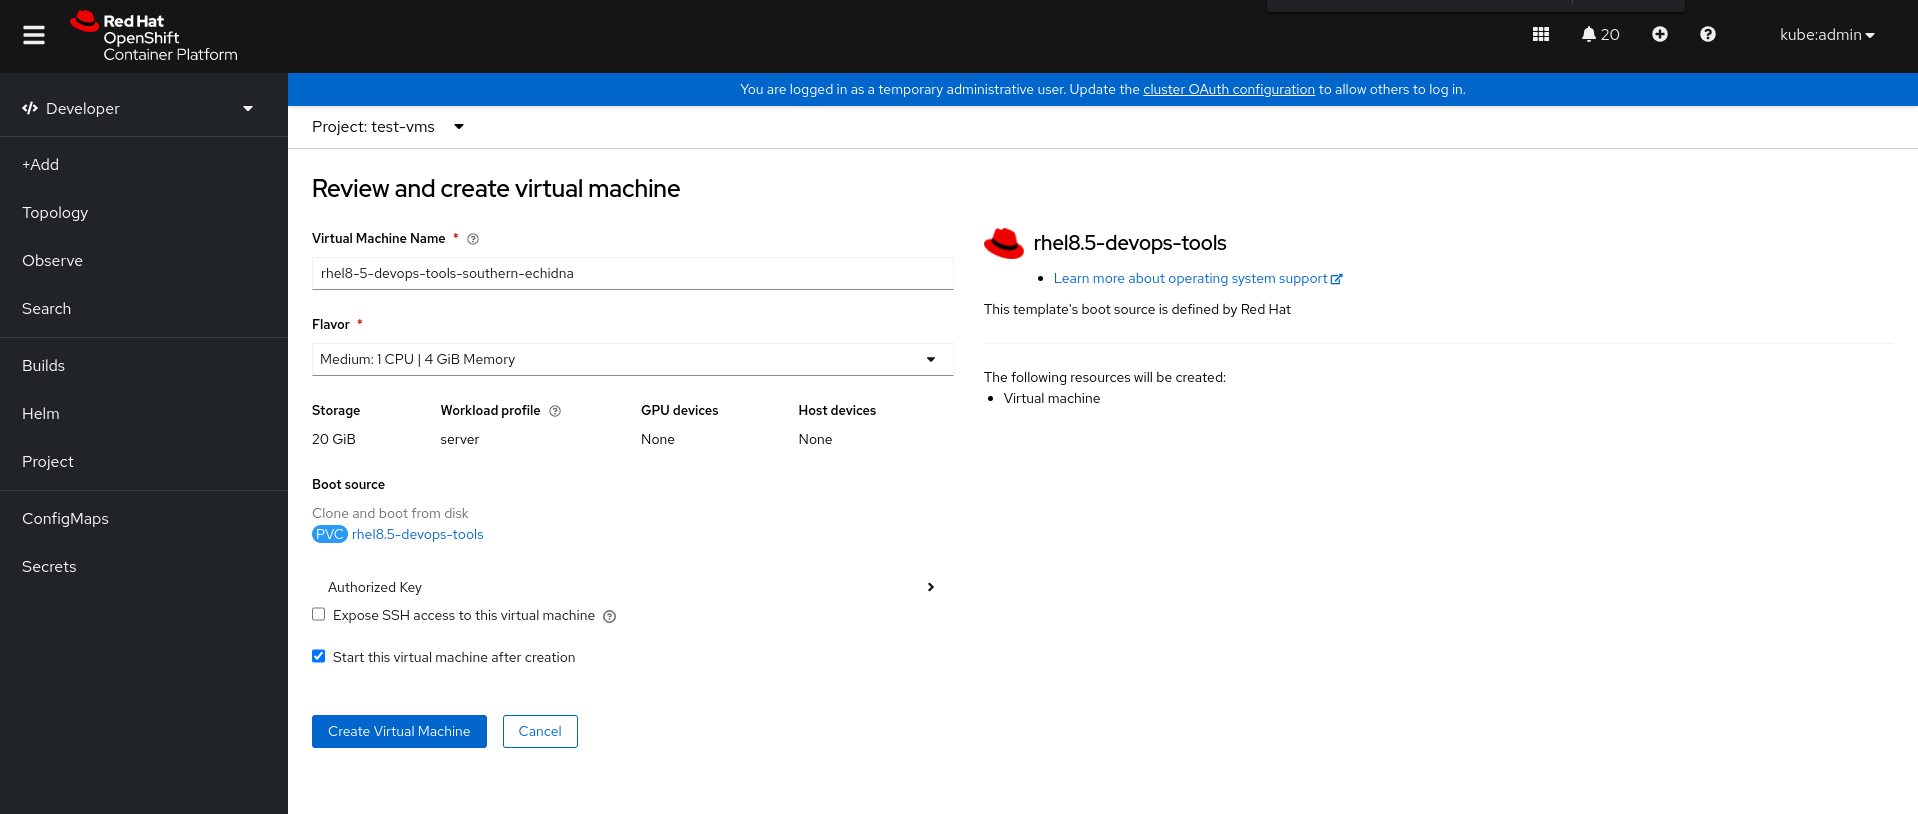 Red Hat
OpenShift
Container Platform
20
kube:admin
Developer
You are logged in as a temporary administrative user. Update the cluster OAuth configuration to allow others to log in.
Project: test-vms
+Add
Topology
Observe
Search
Builds
Helm
Project
ConfigMaps
Secrets
Review and create virtual machine
Virtual Machine Name *
rhel8-5-devops-tools-southern-echidna
Flavor *
Medium: 1 CPU | 4 GiB Memory
Storage Workload profile GPU devices Host devices
20 GiB server None None
Boot source
Clone and boot from disk
PVC rhel8.5-devops-tools
Authorized Key
Expose SSH access to this virtual machine
Start this virtual machine after creation
Create Virtual Machine Cancel
rhel8.5-devops-tools
Learn more about operating system support
This template's boot source is defined by Red Hat
The following resources will be created:
Virtual machine